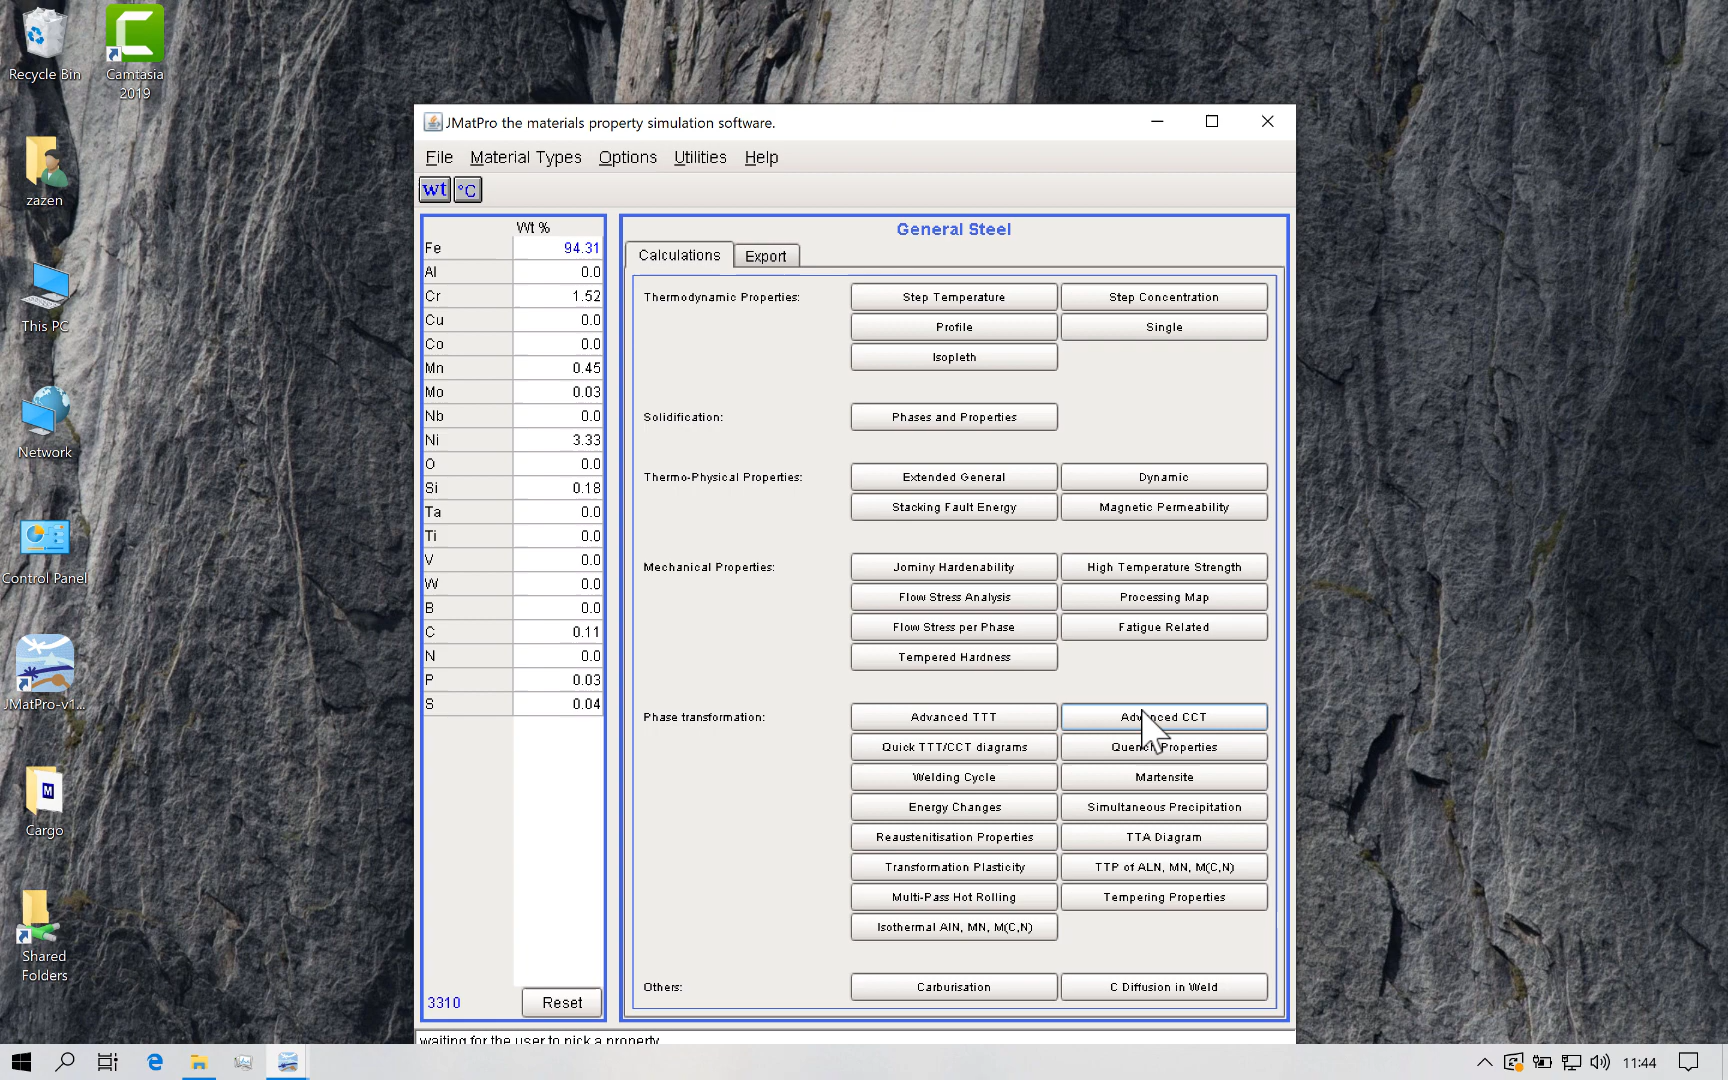 Recycle Bin
Camtasia
2019
zazen
This PC
Network
Control Panel
JMatPro-v1...
Cargo
Shared
Folders
JMatPro the materials property simulation software.
File Material Types Options Utilities Help
wt °C
Wt %
Fe 94.31
Al 0.0
Cr 1.52
Cu 0.0
Co 0.0
Mn 0.45
Mo 0.03
Nb 0.0
Ni 3.33
O 0.0
Si 0.18
Ta 0.0
Ti 0.0
V 0.0
W 0.0
B 0.0
C 0.11
N 0.0
P 0.03
S 0.04
3310 Reset
General Steel
Calculations Export
Thermodynamic Properties: Step Temperature Step Concentration
Profile Single
Isopleth
Solidification: Phases and Properties
Thermo-Physical Properties: Extended General Dynamic
Stacking Fault Energy Magnetic Permeability
Mechanical Properties: Jominy Hardenability High Temperature Strength
Flow Stress Analysis Processing Map
Flow Stress per Phase Fatigue Related
Tempered Hardness
Phase transformation: Advanced TTT Advanced CCT
Quick TTT/CCT diagrams Quench Properties
Welding Cycle Martensite
Energy Changes Simultaneous Precipitation
Reaustenitisation Properties TTA Diagram
Transformation Plasticity TTP of ALN, MN, M(C,N)
Multi-Pass Hot Rolling Tempering Properties
Isothermal AlN, MN, M(C,N)
Others: Carburisation C Diffusion in Weld
waiting for the user to pick a property
11:44